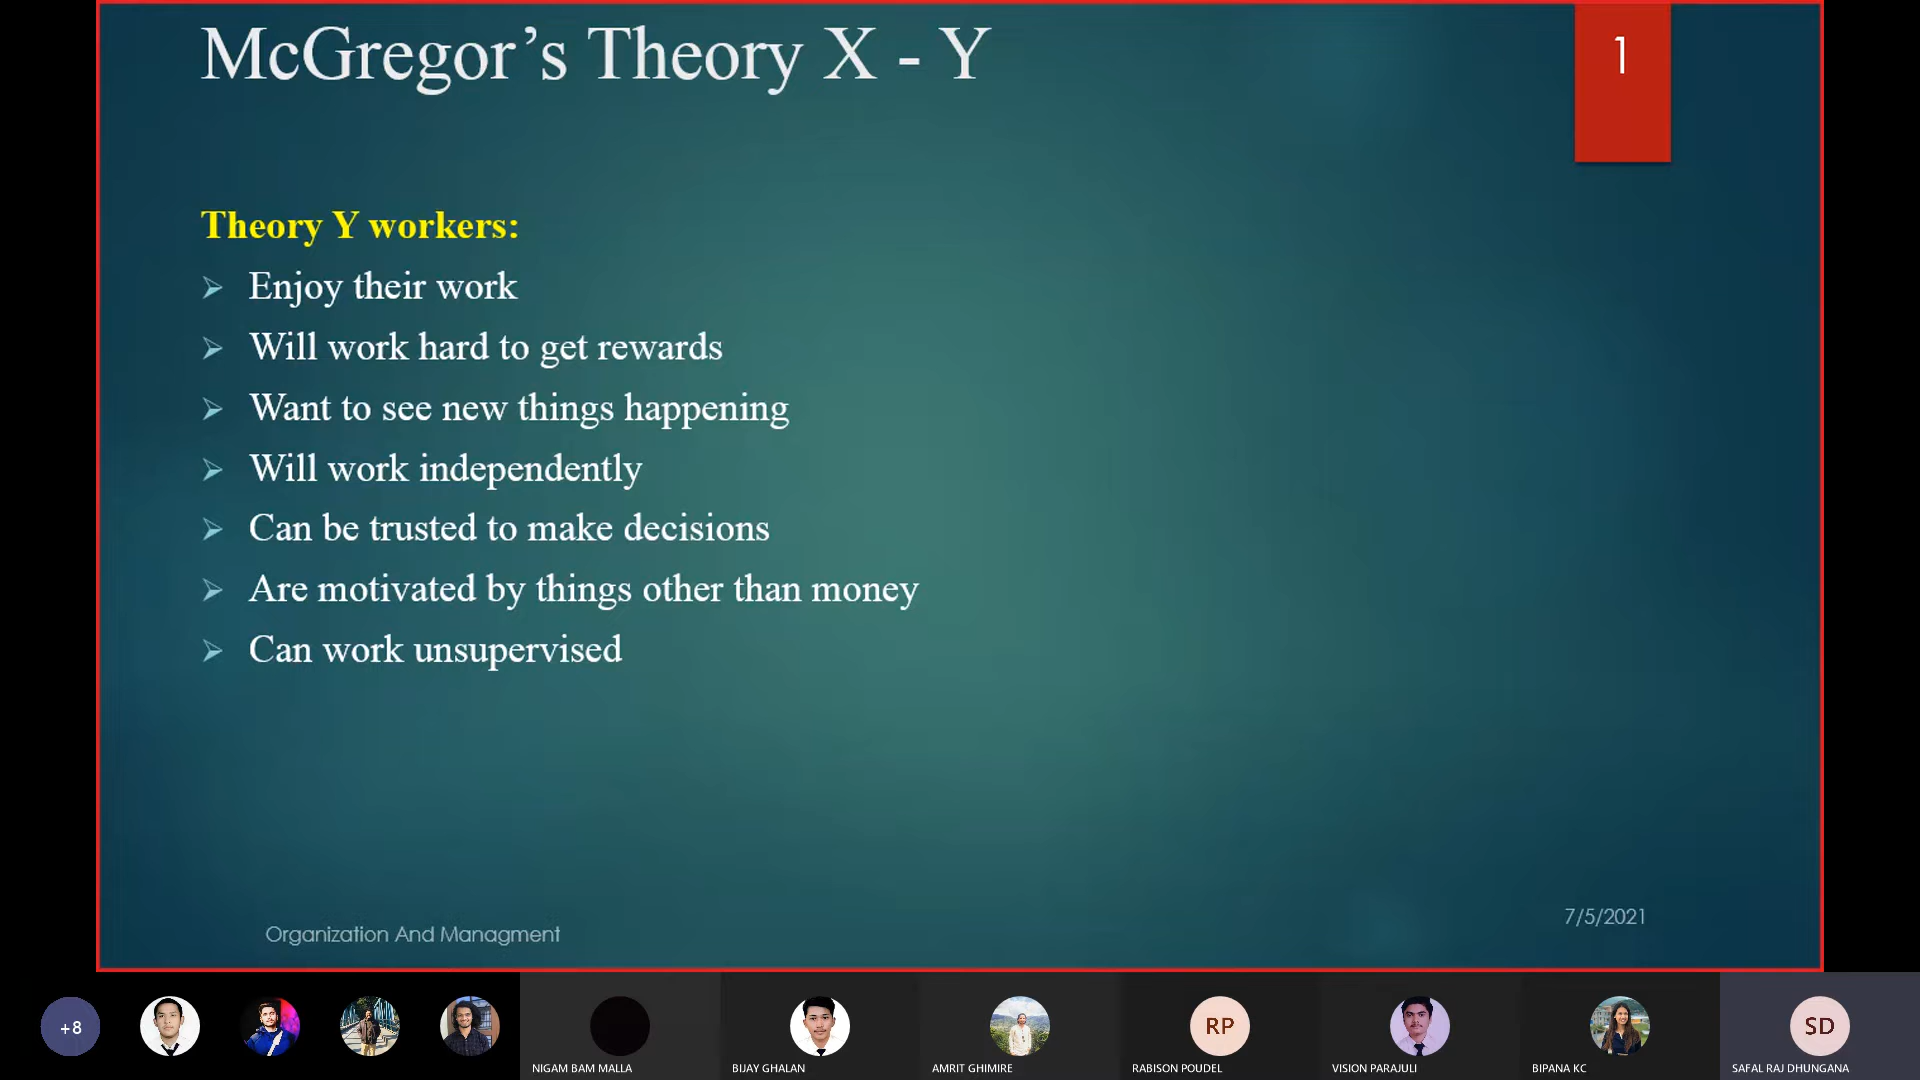 McGregor’s Theory X - Y
1
Theory Y workers:
Enjoy their work
Will work hard to get rewards
Want to see new things happening
Will work independently
Can be trusted to make decisions
Are motivated by things other than money
Can work unsupervised
Organization And Managment
7/5/2021
+8
RP
SD
NIGAM BAM MALLA
BIJAY GHALAN
AMRIT GHIMIRE
RABISON POUDEL
VISION PARAJULI
BIPANA KC
SAFAL RAJ DHUNGANA